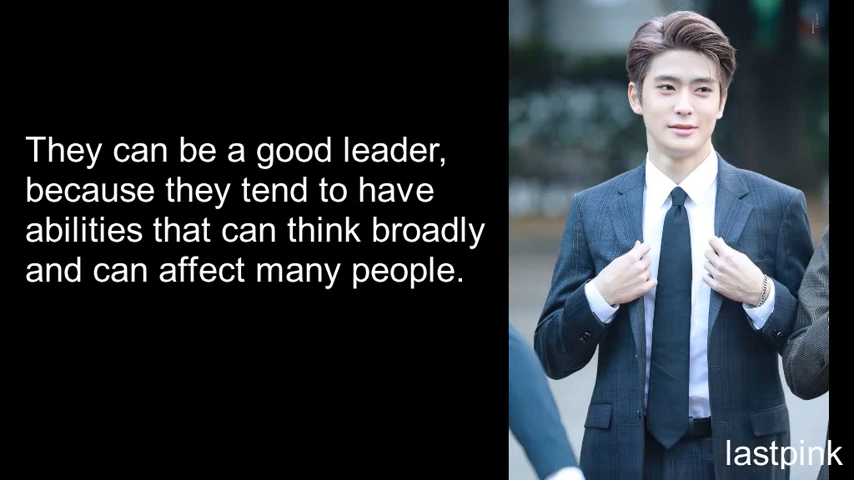 They can be a good leader,
because they tend to have
abilities that can think broadly
and can affect many people.
lastpink